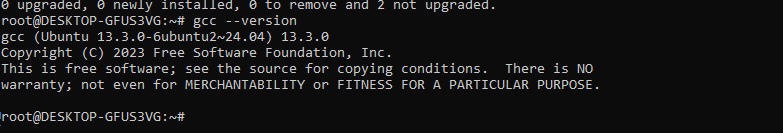 0 upgraded, 0 newly installed, 0 to remove and 2 not upgraded.
root@DESKTOP-GFUS3VG:~# gcc --version
gcc (Ubuntu 13.3.0-6ubuntu2~24.04) 13.3.0
Copyright (C) 2023 Free Software Foundation, Inc.
This is free software; see the source for copying conditions.  There is NO
warranty; not even for MERCHANTABILITY or FITNESS FOR A PARTICULAR PURPOSE.
root@DESKTOP-GFUS3VG:~#